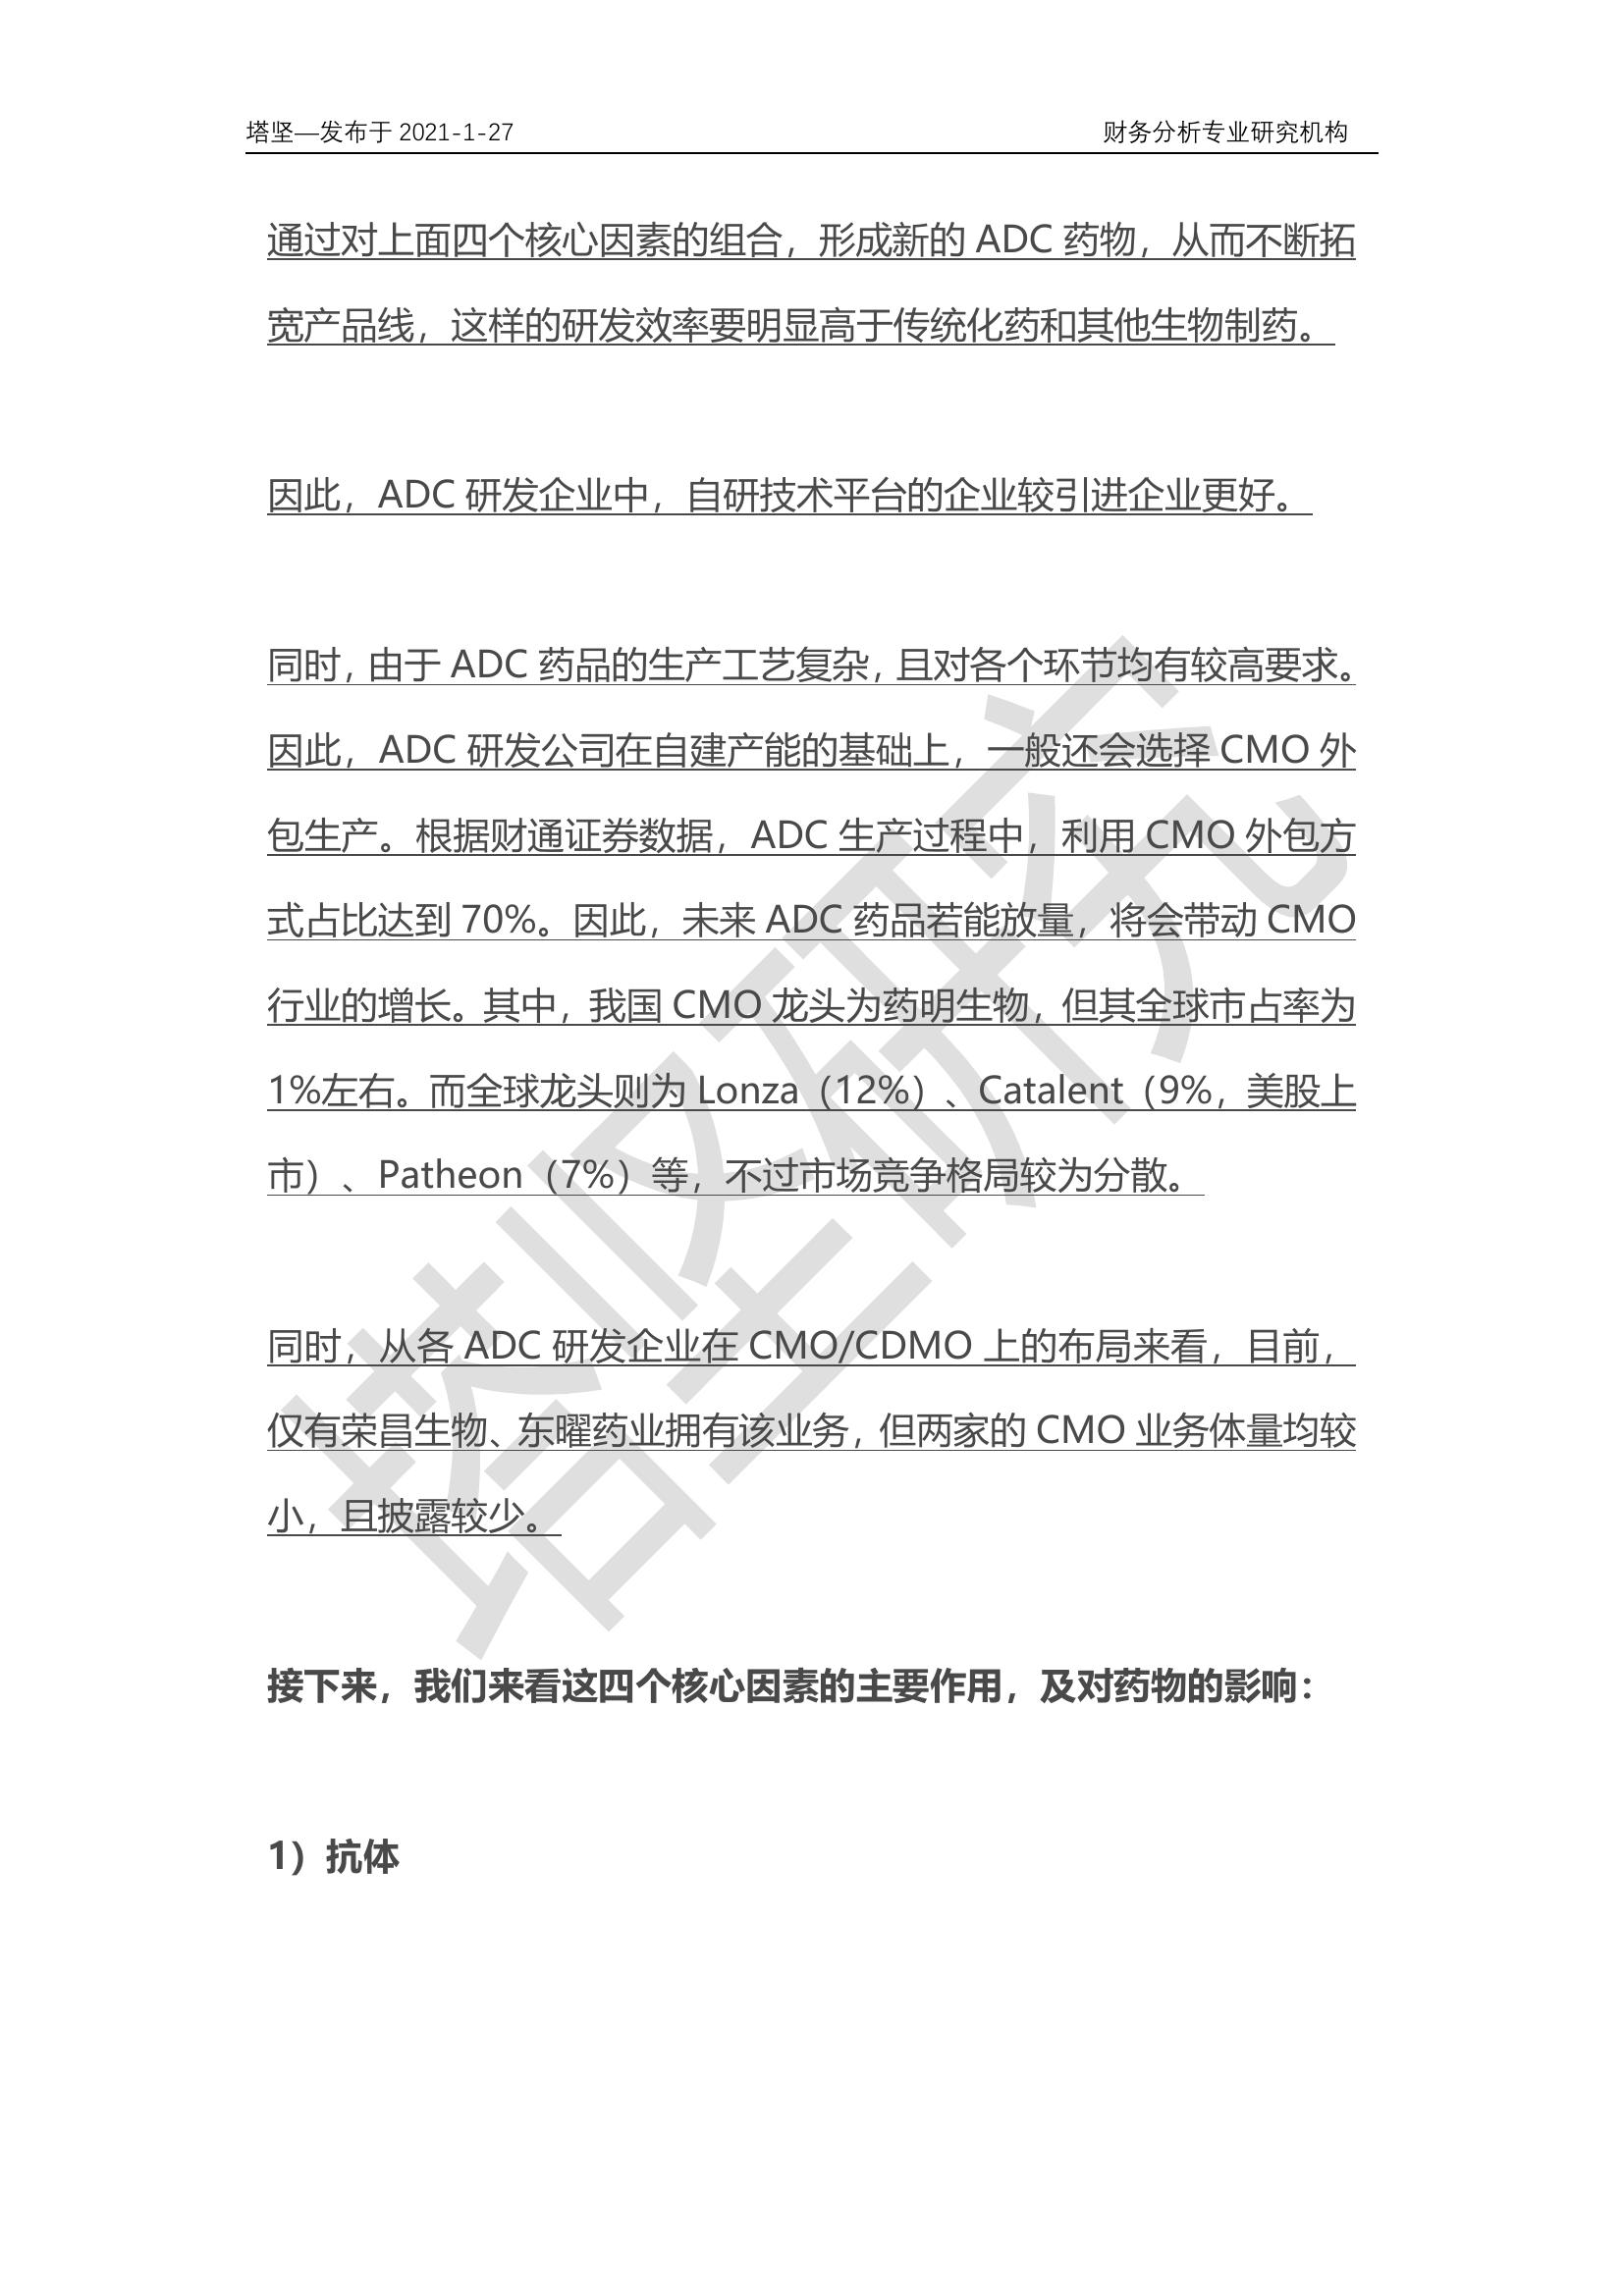 塔坚—发布于 2021-1-27 财务分析专业研究机构
通过对上面四个核心因素的组合，形成新的 ADC 药物，从而不断拓
宽产品线，这样的研发效率要明显高于传统化药和其他生物制药。
因此，ADC 研发企业中，自研技术平台的企业较引进企业更好。
同时，由于 ADC 药品的生产工艺复杂，且对各个环节均有较高要求。
因此，ADC 研发公司在自建产能的基础上，一般还会选择 CMO 外
包生产。根据财通证券数据，ADC 生产过程中，利用 CMO 外包方
式占比达到 70%。因此，未来 ADC 药品若能放量，将会带动 CMO
行业的增长。其中，我国 CMO 龙头为药明生物，但其全球市占率为
1%左右。而全球龙头则为 Lonza（12%）、Catalent（9%，美股上
市）、Patheon（7%）等，不过市场竞争格局较为分散。
同时，从各 ADC 研发企业在 CMO/CDMO 上的布局来看，目前，
仅有荣昌生物、东曜药业拥有该业务，但两家的 CMO 业务体量均较
小，且披露较少。
接下来，我们来看这四个核心因素的主要作用，及对药物的影响：
1）抗体
塔坚研究